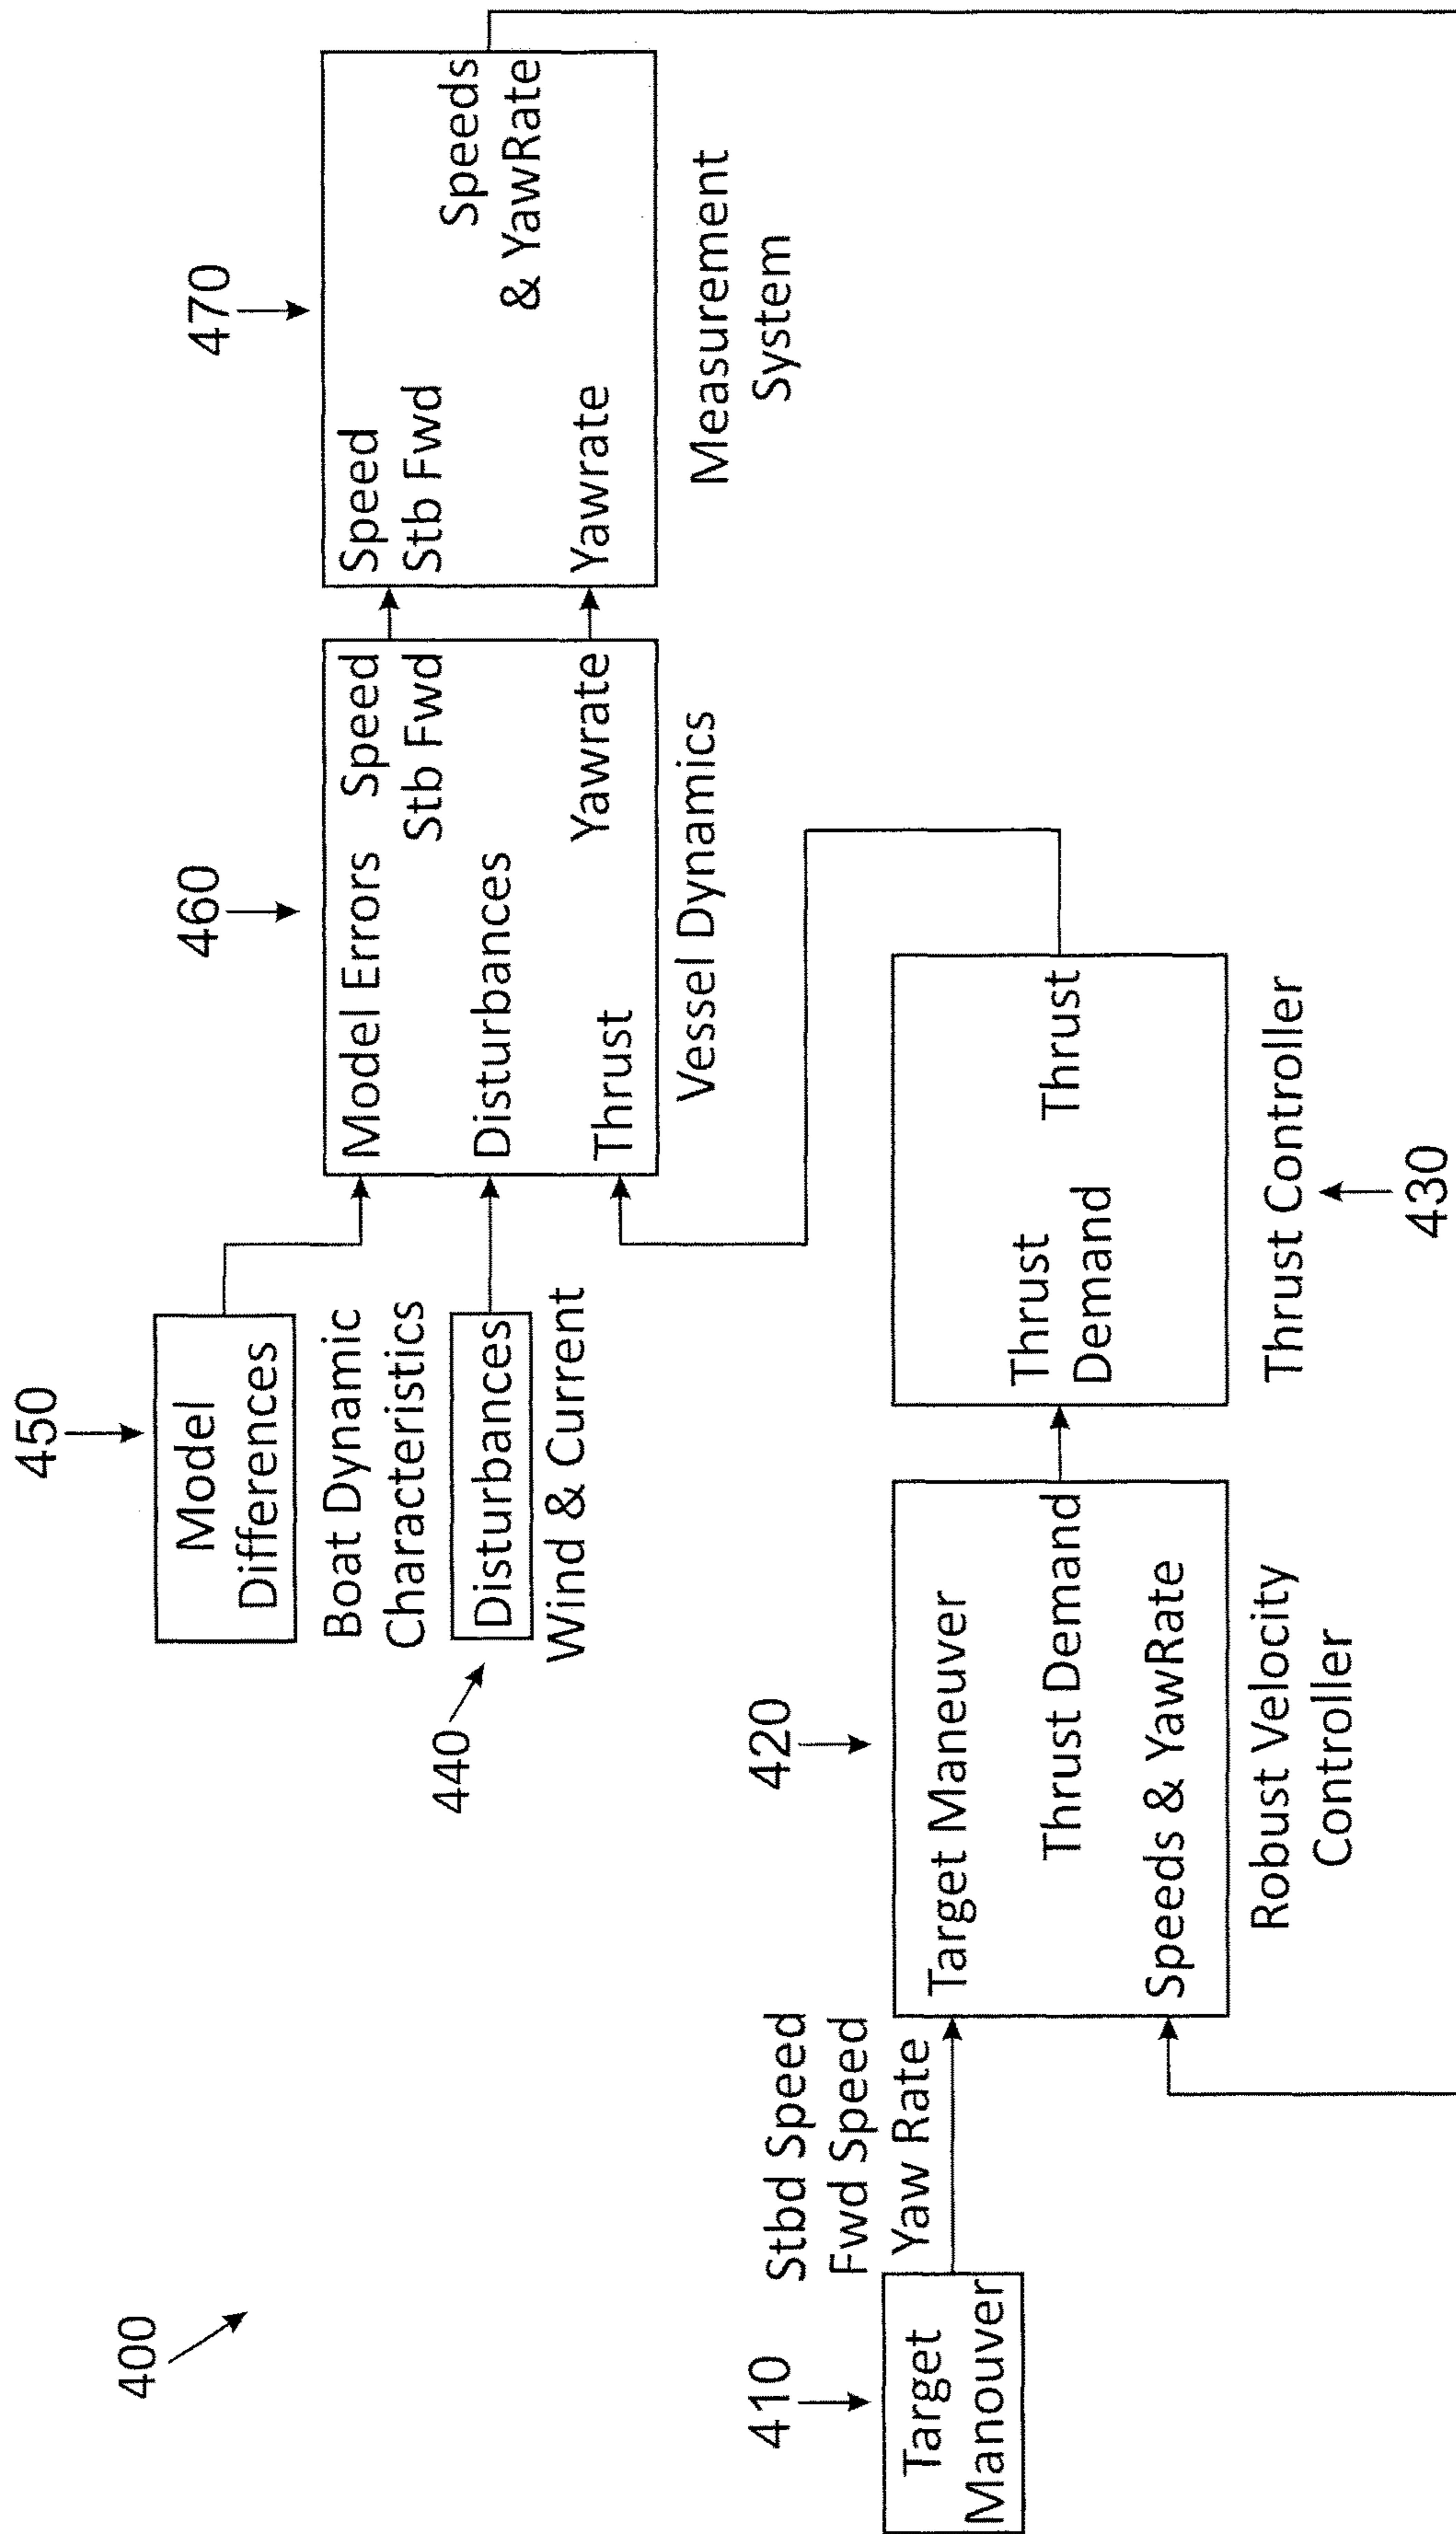 400
450
Model
Differences
Boat Dynamic
Characteristics
440
Disturbances
Wind & Current
460
Model Errors
Speed
Stb Fwd
Disturbances
Yawrate
Thrust
Vessel Dynamics
470
Speed
Stb Fwd
Speeds
& YawRate
Yawrate
Measurement
System
410
Target
Manouver
Stbd Speed
Fwd Speed
Yaw Rate
420
Target Maneuver
Thrust Demand
Speeds & YawRate
Robust Velocity
Controller
Thrust
Demand
Thrust
Thrust Controller
430